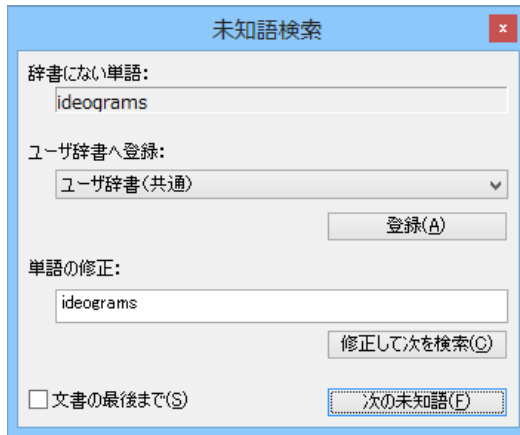 未知語検索
x
辞書にない単語:
ideograms
ユーザ辞書へ登録:
ユーザ辞書(共通)
登録(A)
単語の修正:
ideograms
修正して次を検索(C)
文書の最後まで(S)
次の未知語(F)